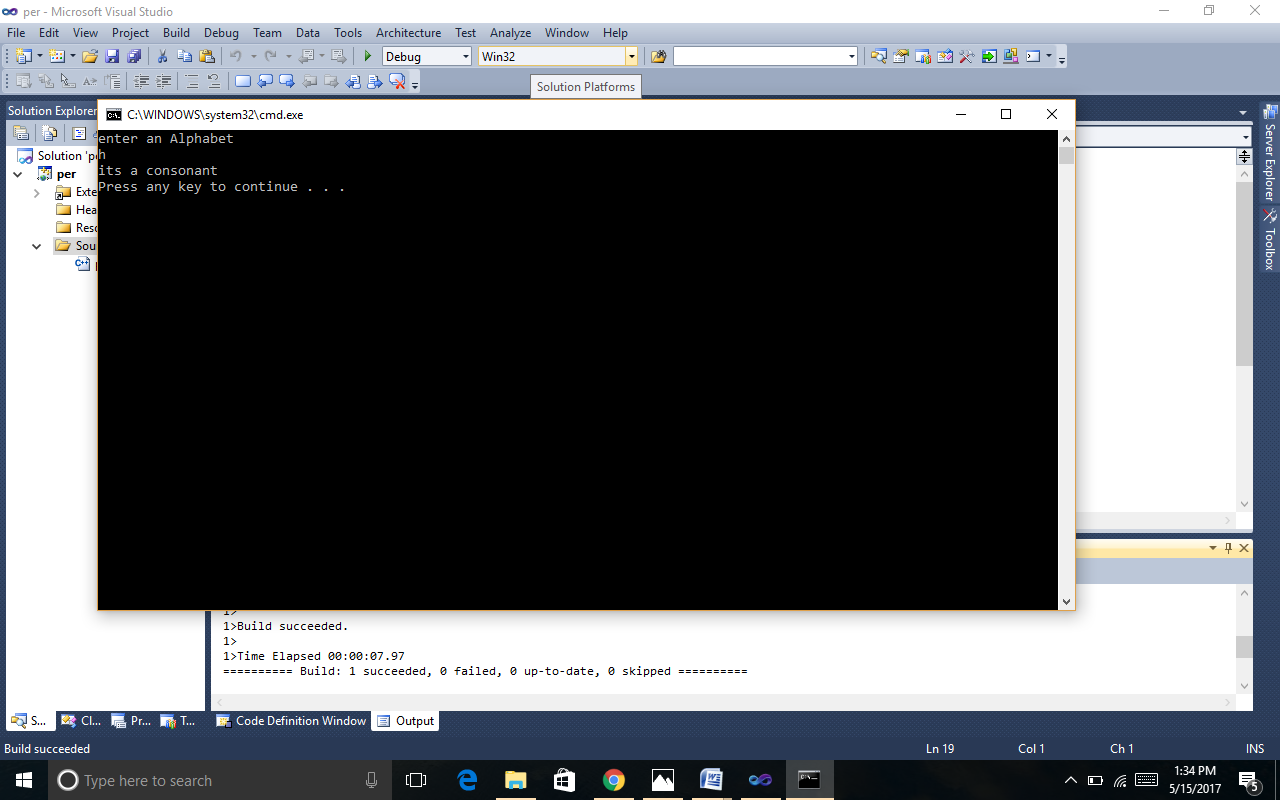 per - Microsoft Visual Studio
File Edit View Project Build Debug Team Data Tools Architecture Test Analyze Window Help
Debug Win32
Solution Platforms
Solution Explorer
C:\WINDOWS\system32\cmd.exe
enter an Alphabet
h
its a consonant
Press any key to continue . . .
Solution 'pe
per
Exte
Hea
Reso
Sou
Server Explorer
Toolbox
1>
1>Build succeeded.
1>
1>Time Elapsed 00:00:07.97
========== Build: 1 succeeded, 0 failed, 0 up-to-date, 0 skipped ==========
S... Cl... Pr... T... Code Definition Window Output
Build succeeded Ln 19 Col 1 Ch 1 INS
Type here to search
1:34 PM
5/15/2017
5